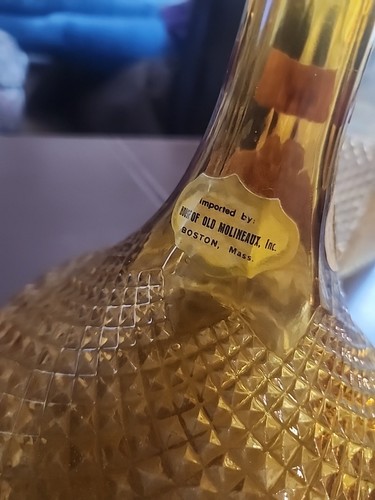 Imported by:
OF OLD MOLINEAUX, Inc.
BOSTON, Mass.